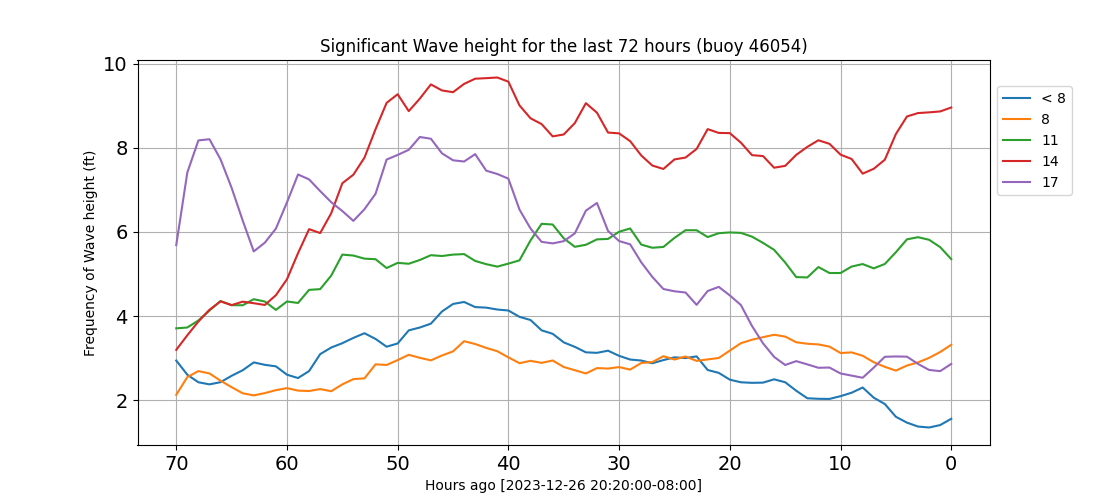 Significant Wave height for the last 72 hours (buoy 46054)
Frequency of Wave height (ft)
10
8
6
4
2
70 60 50 40 30 20 10 0
Hours ago [2023-12-26 20:20:00-08:00]
< 8
8
11
14
17